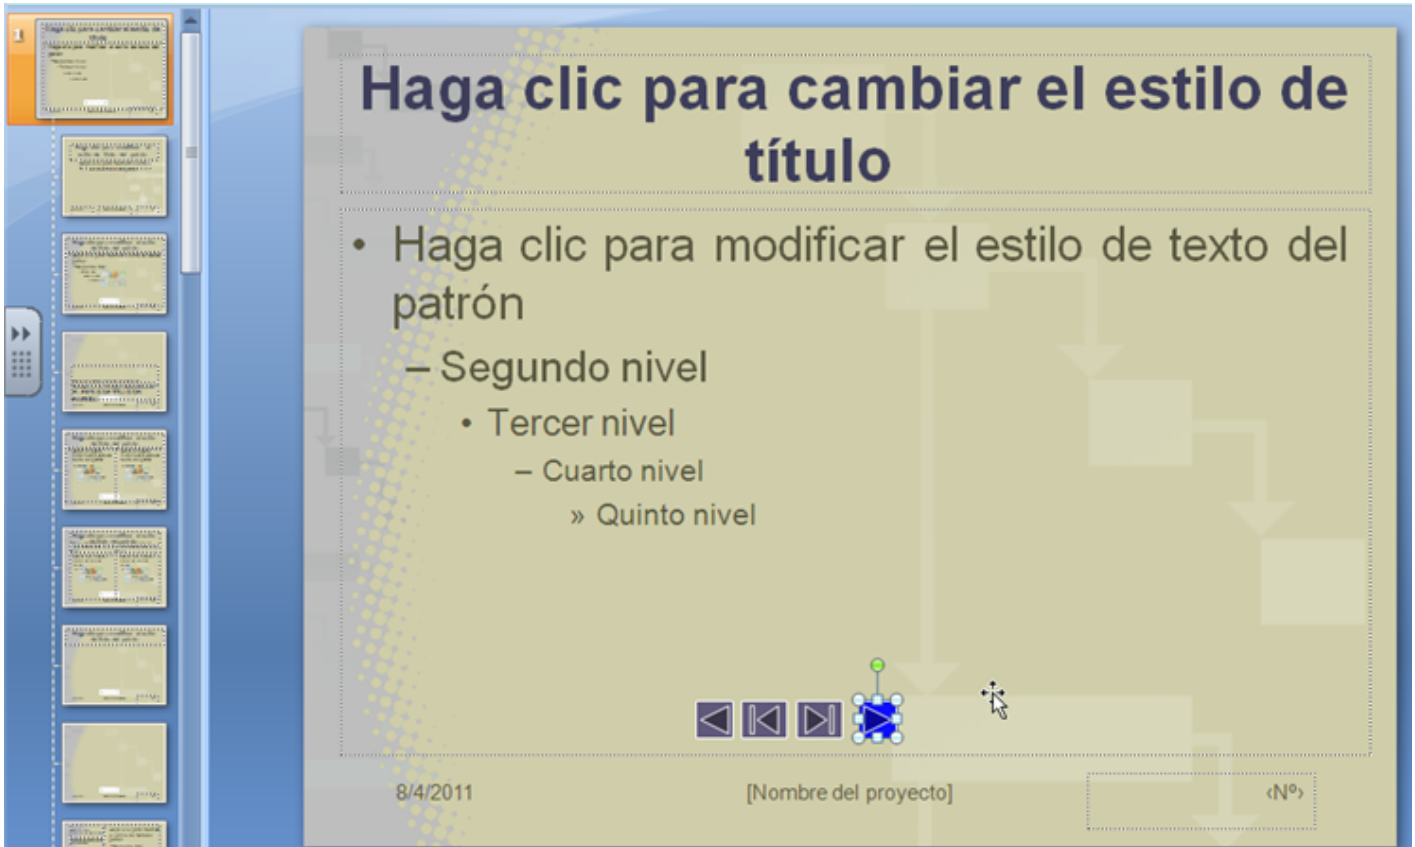 1
Haga clic para cambiar el estilo de
título
• Haga clic para modificar el estilo de texto del
patrón
– Segundo nivel
• Tercer nivel
– Cuarto nivel
» Quinto nivel
8/4/2011 [Nombre del proyecto] ‹Nº›